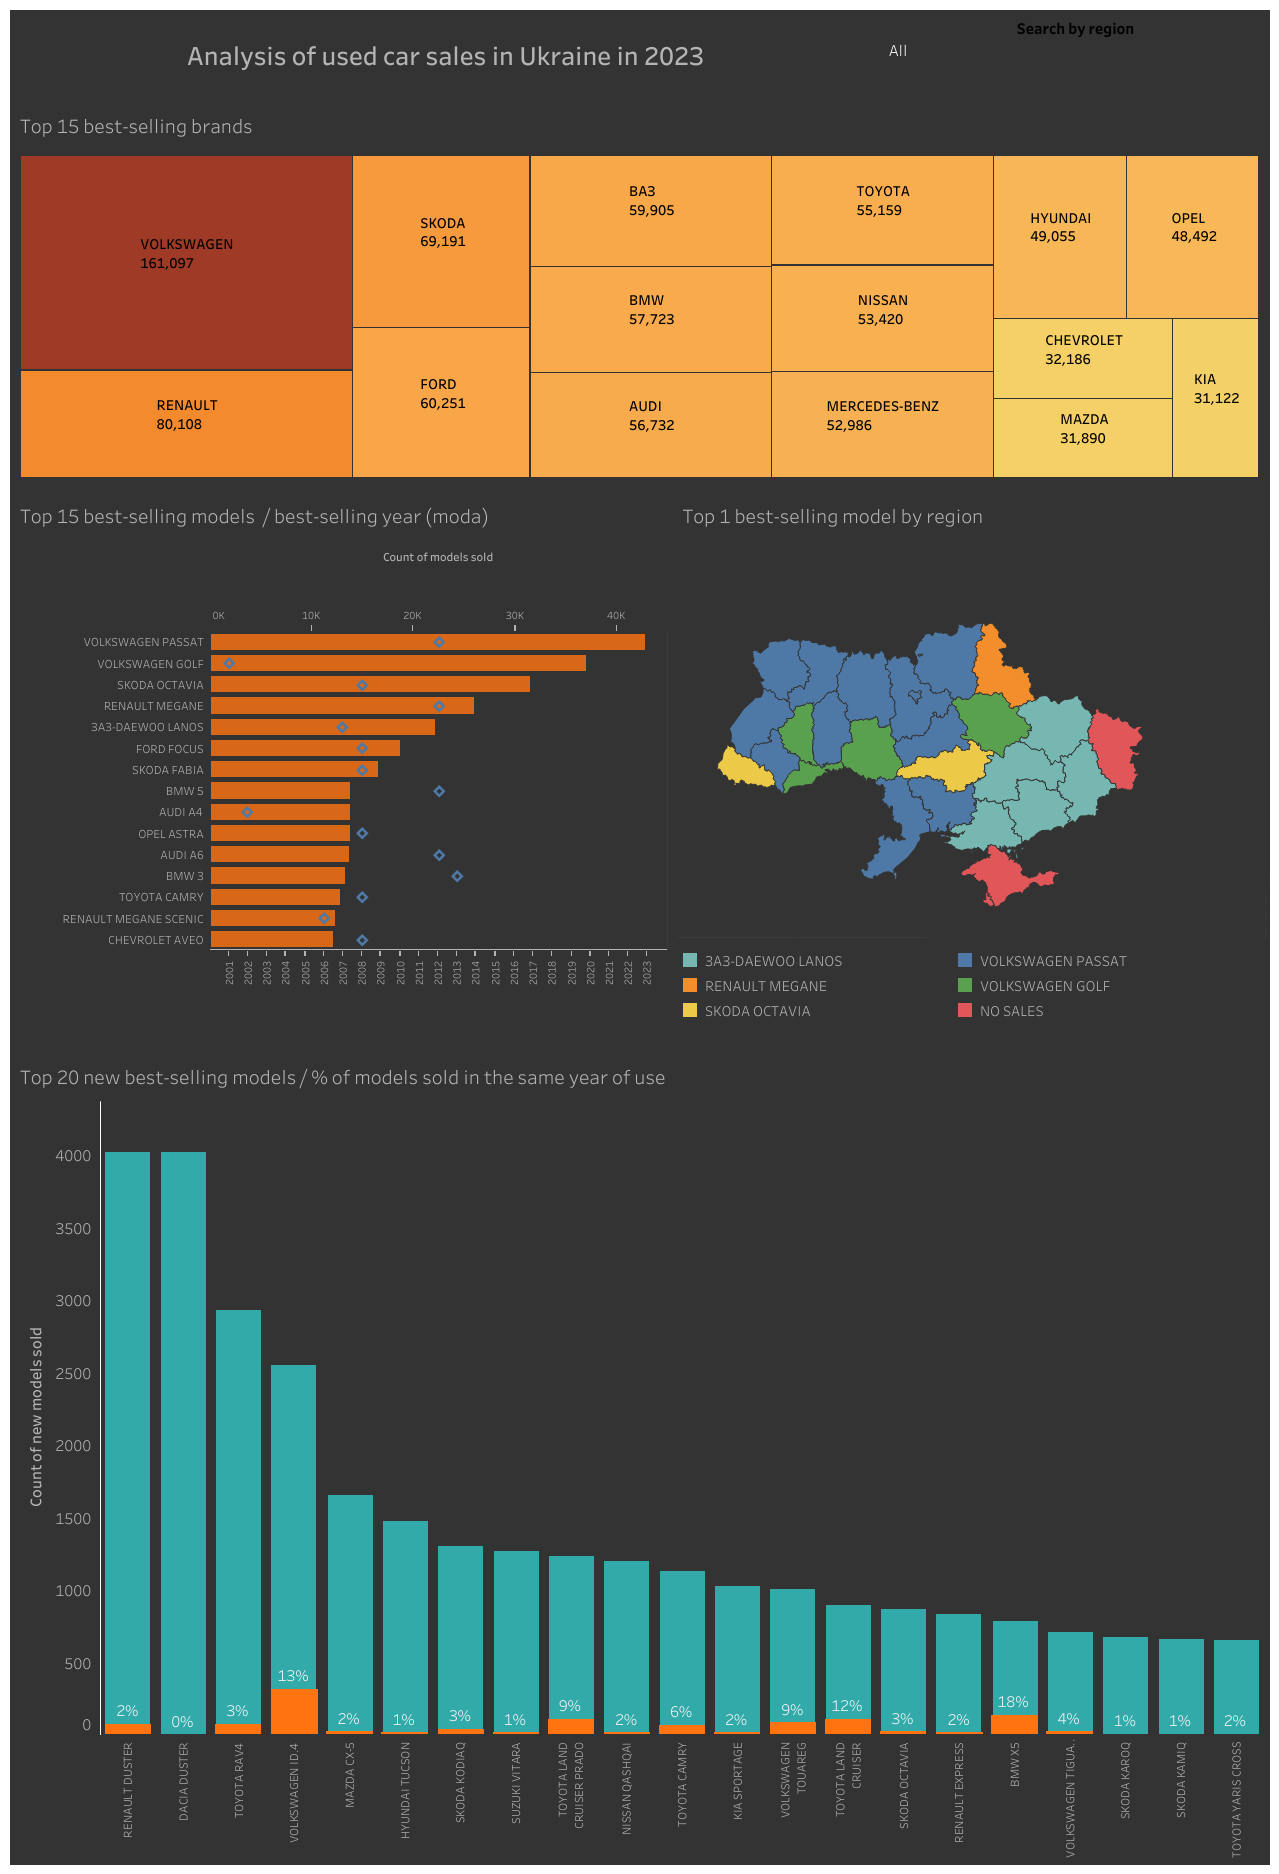 Search by region
Analysis of used car sales in Ukraine in 2023
All
Top 15 best-selling brands
VOLKSWAGEN
161,097
RENAULT
80,108
SKODA
69,191
FORD
60,251
ВАЗ
59,905
BMW
57,723
AUDI
56,732
TOYOTA
55,159
NISSAN
53,420
MERCEDES-BENZ
52,986
HYUNDAI
49,055
OPEL
48,492
CHEVROLET
32,186
MAZDA
31,890
KIA
31,122
Top 15 best-selling models / best-selling year (moda)
Count of models sold
0K 10K 20K 30K 40K
VOLKSWAGEN PASSAT
VOLKSWAGEN GOLF
SKODA OCTAVIA
RENAULT MEGANE
ЗАЗ-DAEWOO LANOS
FORD FOCUS
SKODA FABIA
BMW 5
AUDI A4
OPEL ASTRA
AUDI A6
BMW 3
TOYOTA CAMRY
RENAULT MEGANE SCENIC
CHEVROLET AVEO
2001 2002 2003 2004 2005 2006 2007 2008 2009 2010 2011 2012 2013 2014 2015 2016 2017 2018 2019 2020 2021 2022 2023
Top 1 best-selling model by region
ЗАЗ-DAEWOO LANOS
RENAULT MEGANE
SKODA OCTAVIA
VOLKSWAGEN PASSAT
VOLKSWAGEN GOLF
NO SALES
Top 20 new best-selling models / % of models sold in the same year of use
Count of new models sold
4000
3500
3000
2500
2000
1500
1000
500
0
2% 0% 3% 13% 2% 1% 3% 1% 9% 2% 6% 2% 9% 12% 3% 2% 18% 4% 1% 1% 2%
RENAULT DUSTER
DACIA DUSTER
TOYOTA RAV4
VOLKSWAGEN ID.4
MAZDA CX-5
HYUNDAI TUCSON
SKODA KODIAQ
SUZUKI VITARA
TOYOTA LAND
CRUISER PRADO
NISSAN QASHQAI
TOYOTA CAMRY
KIA SPORTAGE
VOLKSWAGEN
TOUAREG
TOYOTA LAND
CRUISER
SKODA OCTAVIA
RENAULT EXPRESS
BMW X5
VOLKSWAGEN TIGUA..
SKODA KAROQ
SKODA KAMIQ
TOYOTA YARIS CROSS